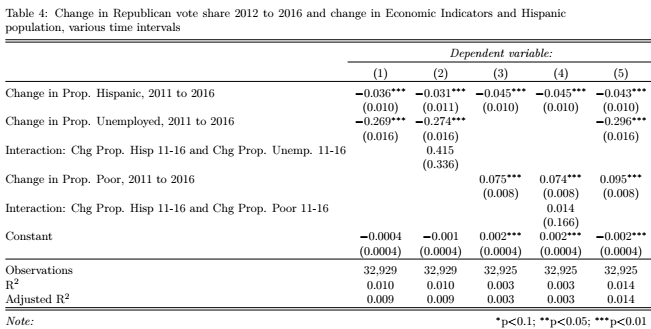 Table 4: Change in Republican vote share 2012 to 2016 and change in Economic Indicators and Hispanic
population, various time intervals
Dependent variable:
(1) (2) (3) (4) (5)
Change in Prop. Hispanic, 2011 to 2016 −0.036*** −0.031*** −0.045*** −0.045*** −0.043***
(0.010) (0.011) (0.010) (0.010) (0.010)
Change in Prop. Unemployed, 2011 to 2016 −0.269*** −0.274*** −0.296***
(0.016) (0.016) (0.016)
Interaction: Chg Prop. Hisp 11-16 and Chg Prop. Unemp. 11-16 0.415
(0.336)
Change in Prop. Poor, 2011 to 2016 0.075*** 0.074*** 0.095***
(0.008) (0.008) (0.008)
Interaction: Chg Prop. Hisp 11-16 and Chg Prop. Poor 11-16 0.014
(0.166)
Constant −0.0004 −0.001 0.002*** 0.002*** −0.002***
(0.0004) (0.0004) (0.0004) (0.0004) (0.0004)
Observations 32,929 32,929 32,925 32,925 32,925
R2 0.010 0.010 0.003 0.003 0.014
Adjusted R2 0.009 0.009 0.003 0.003 0.014
Note: *p<0.1; **p<0.05; ***p<0.01